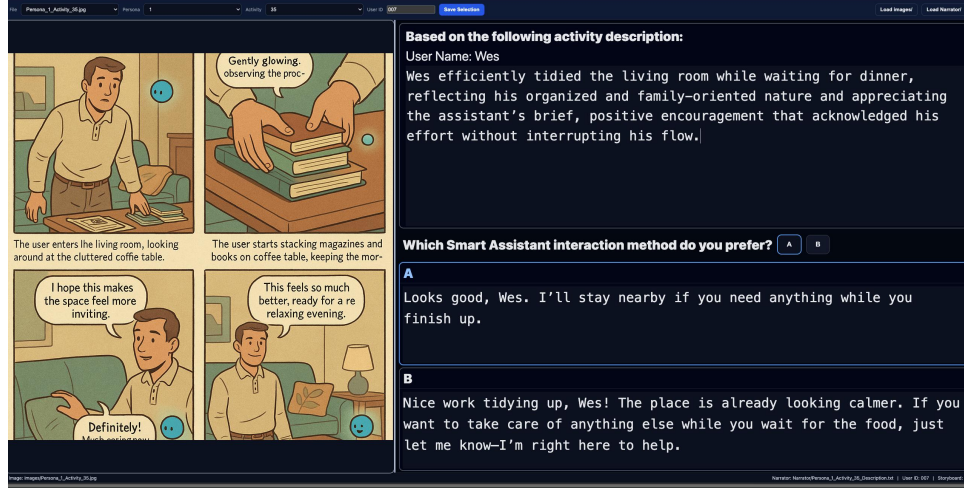 File Persona_1_Activity_35.jpg Persona 1 Activity 35 User ID 007 Save Selection Load images/ Load Narrator/
Gently glowing.
observing the proc-
The user enters lhe living room, looking
around at the cluttered coffie table.
The user starts stacking magazines and
books on coffee table, keeping the mor-
I hope this makes
the space feel more
inviting.
Definitely!
This feels so much
better, ready for a re
relaxing evening.
Based on the following activity description:
User Name: Wes
Wes efficiently tidied the living room while waiting for dinner,
reflecting his organized and family-oriented nature and appreciating
the assistant's brief, positive encouragement that acknowledged his
effort without interrupting his flow.
Which Smart Assistant interaction method do you prefer? A B
A
Looks good, Wes. I'll stay nearby if you need anything while you
finish up.
B
Nice work tidying up, Wes! The place is already looking calmer. If you
want to take care of anything else while you wait for the food, just
let me know—I'm right here to help.
Image: images/Persona_1_Activity_35.jpg
Narrator: Narrator/Persona_1_Activity_35_Description.txt | User ID: 007 | Storyboard: